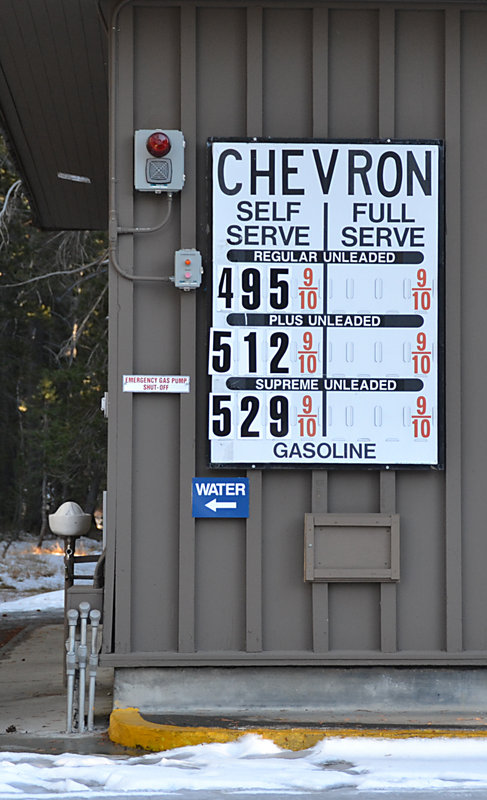 CHEVRON
SELF SERVE FULL SERVE
REGULAR UNLEADED
495 9/10 9/10
PLUS UNLEADED
512 9/10 9/10
SUPREME UNLEADED
529 9/10 9/10
GASOLINE
EMERGENCY GAS PUMP
SHUT-OFF
WATER